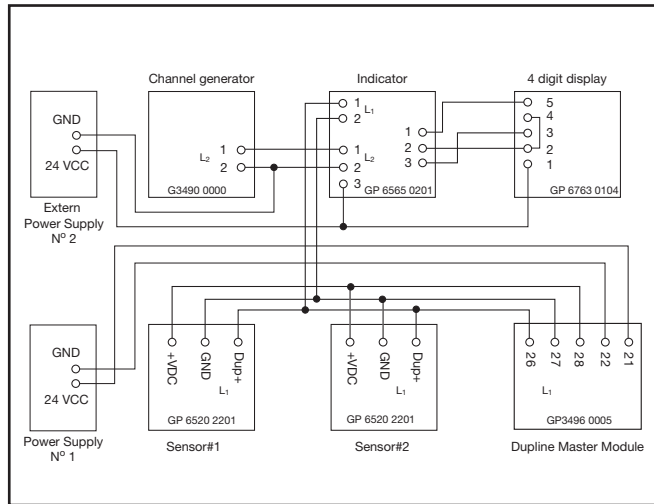 Channel generator
Indicator
4 digit display
GND
24 VCC
Extern
Power Supply
Nº 2
L₂
1
2
G3490 0000
1
2
L₁
1
2
3
L₂
1
2
3
GP 6565 0201
5
4
3
2
1
GP 6763 0104
GND
24 VCC
Power Supply
Nº 1
+VDC
GND
Dup+
L₁
GP 6520 2201
Sensor#1
+VDC
GND
Dup+
L₁
GP 6520 2201
Sensor#2
26
27
28
22
21
L₁
GP3496 0005
Dupline Master Module